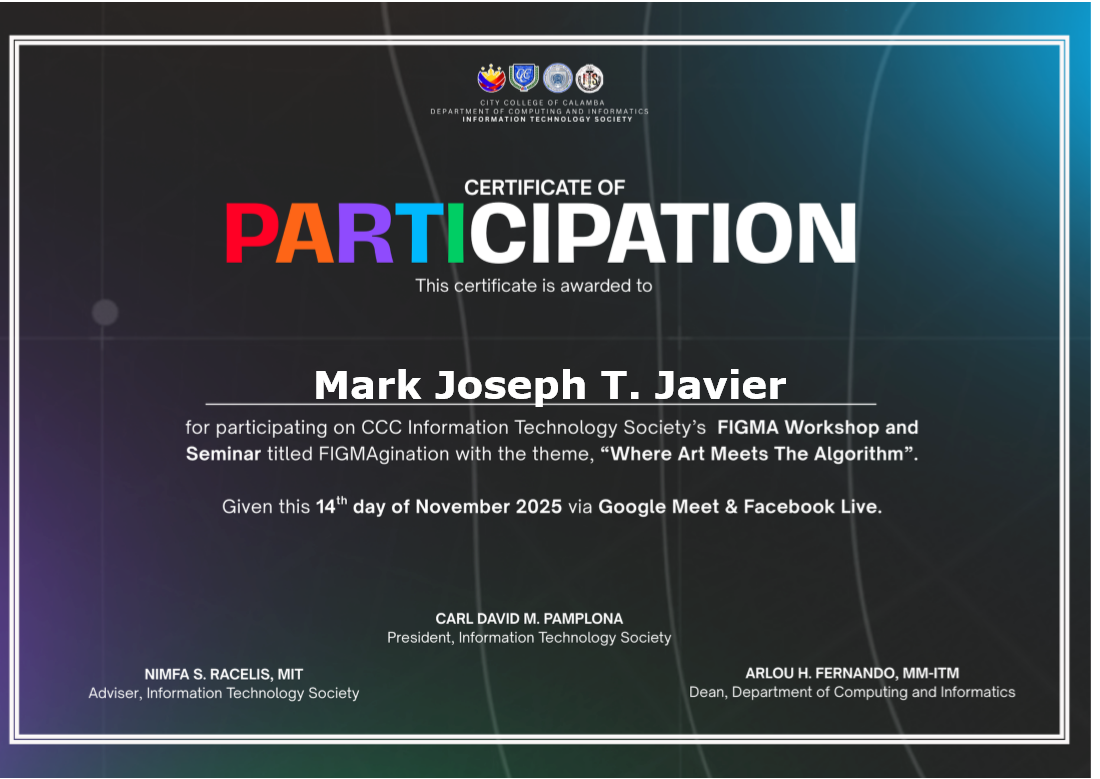 CITY COLLEGE OF CALAMBA
DEPARTMENT OF COMPUTING AND INFORMATICS
INFORMATION TECHNOLOGY SOCIETY
CERTIFICATE OF
PARTICIPATION
This certificate is awarded to
Mark Joseph T. Javier
for participating on CCC Information Technology Society’s FIGMA Workshop and
Seminar titled FIGMAgination with the theme, “Where Art Meets The Algorithm”.
Given this 14th day of November 2025 via Google Meet & Facebook Live.
CARL DAVID M. PAMPLONA
President, Information Technology Society
NIMFA S. RACELIS, MIT
Adviser, Information Technology Society
ARLOU H. FERNANDO, MM-ITM
Dean, Department of Computing and Informatics